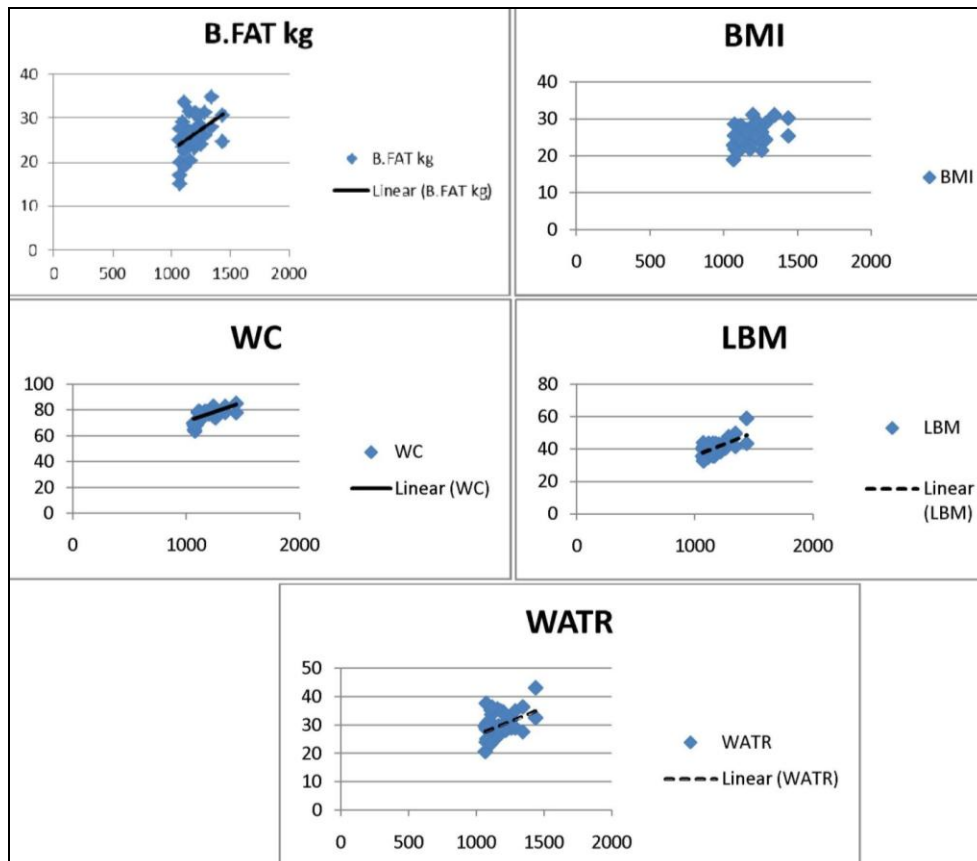 B.FAT kg
40
30
20
10
0
0 500 1000 1500 2000
B.FAT kg
Linear (B.FAT kg)
BMI
40
30
20
10
0
0 500 1000 1500 2000
BMI
WC
100
80
60
40
20
0
0 1000 2000
WC
Linear (WC)
LBM
80
60
40
20
0
0 1000 2000
LBM
Linear
(LBM)
WATR
50
40
30
20
10
0
0 500 1000 1500 2000
WATR
Linear (WATR)